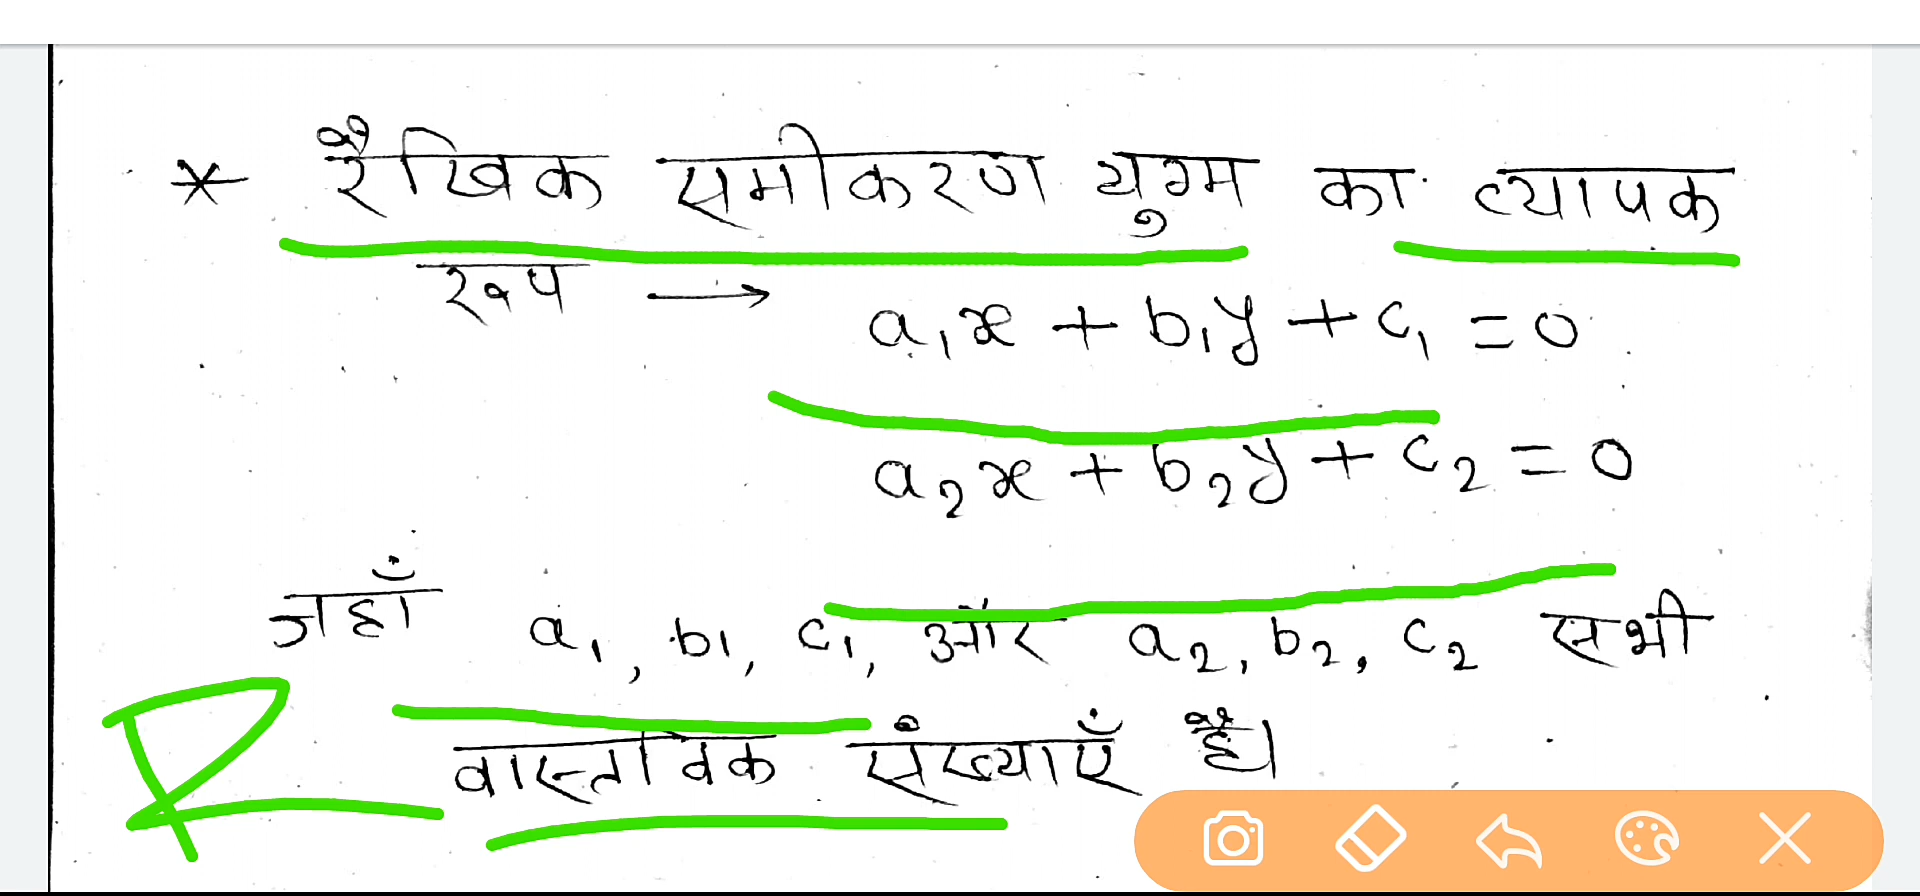 * रैखिक समीकरण युग्म का व्यापक
रूप → a₁x + b₁y + c₁ = 0
a₂x + b₂y + c₂ = 0
जहाँ a₁, b₁, c₁, और a₂, b₂, c₂ सभी
R वास्तविक संख्याएँ है।